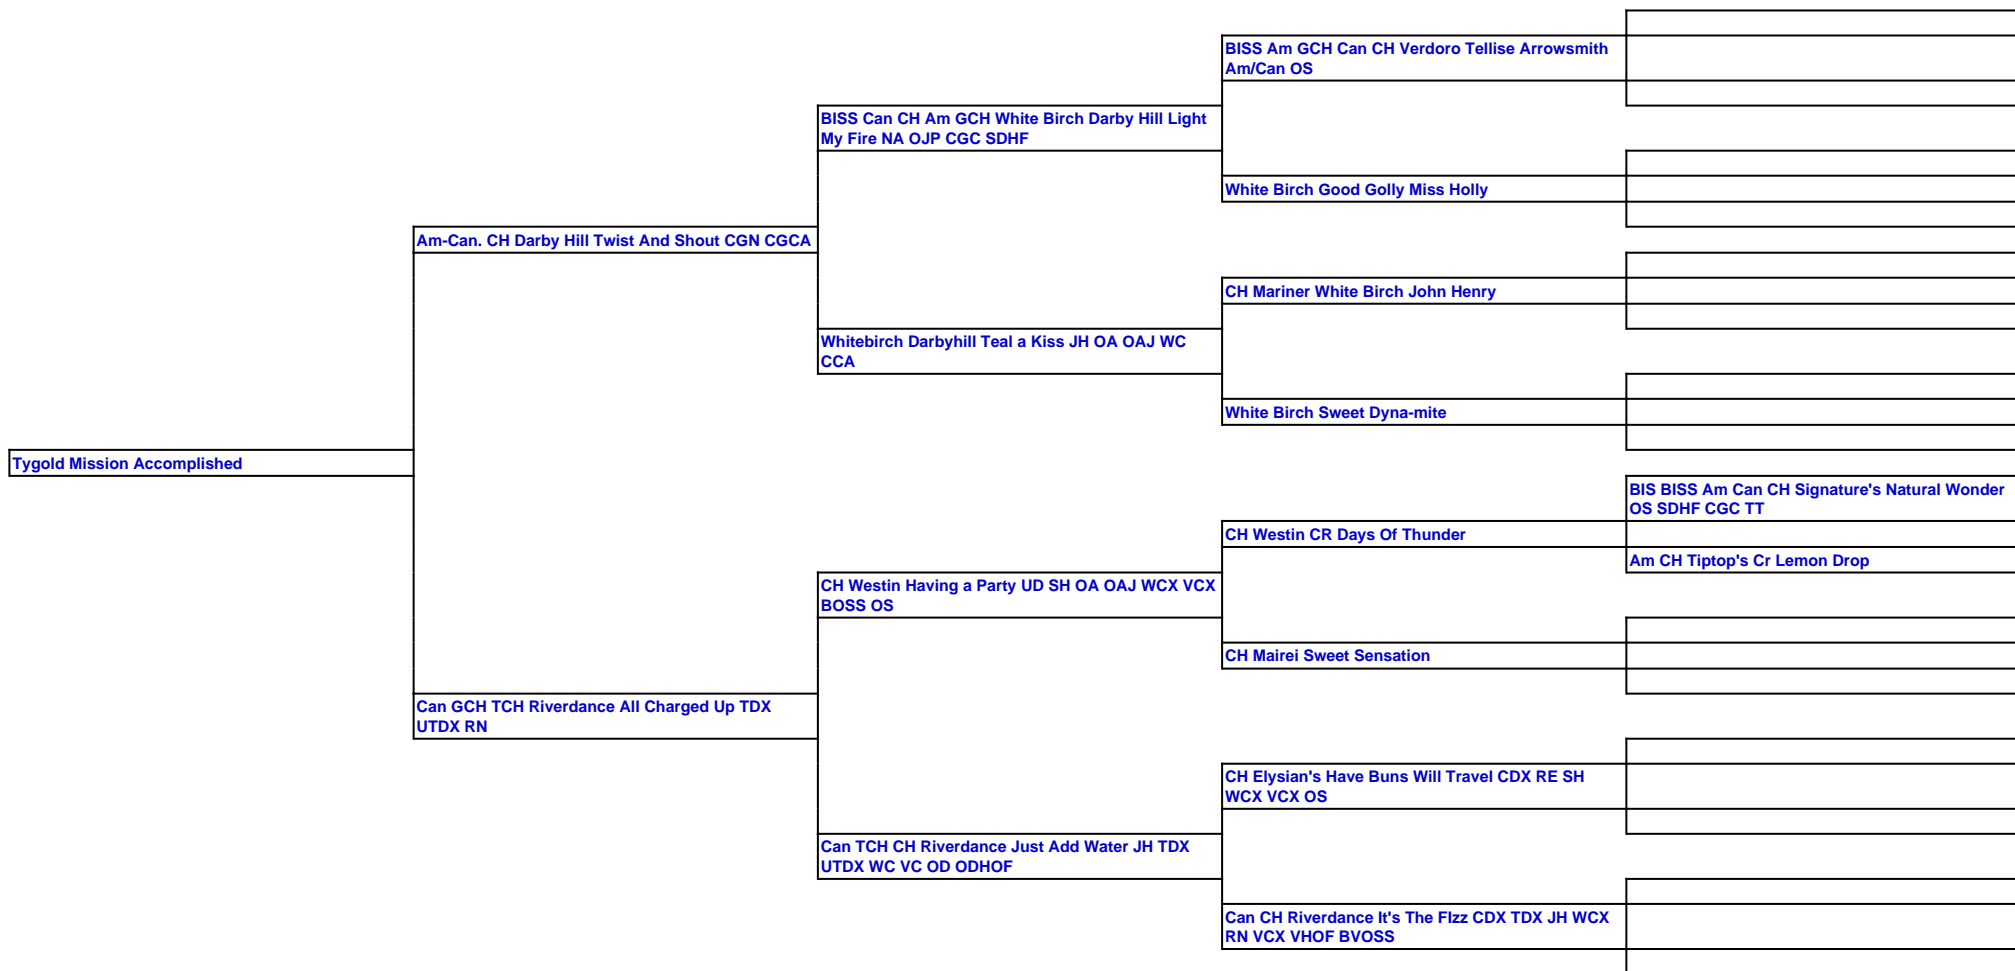 BISS Am GCH Can CH Verdoro Tellise Arrowsmith
Am/Can OS
BISS Can CH Am GCH White Birch Darby Hill Light
My Fire NA OJP CGC SDHF
White Birch Good Golly Miss Holly
Am-Can. CH Darby Hill Twist And Shout CGN CGCA
CH Mariner White Birch John Henry
Whitebirch Darbyhill Teal a Kiss JH OA OAJ WC
CCA
White Birch Sweet Dyna-mite
Tygold Mission Accomplished
BIS BISS Am Can CH Signature's Natural Wonder
OS SDHF CGC TT
CH Westin CR Days Of Thunder
Am CH Tiptop's Cr Lemon Drop
CH Westin Having a Party UD SH OA OAJ WCX VCX
BOSS OS
CH Mairei Sweet Sensation
Can GCH TCH Riverdance All Charged Up TDX
UTDX RN
CH Elysian's Have Buns Will Travel CDX RE SH
WCX VCX OS
Can TCH CH Riverdance Just Add Water JH TDX
UTDX WC VC OD ODHOF
Can CH Riverdance It's The FIzz CDX TDX JH WCX
RN VCX VHOF BVOSS